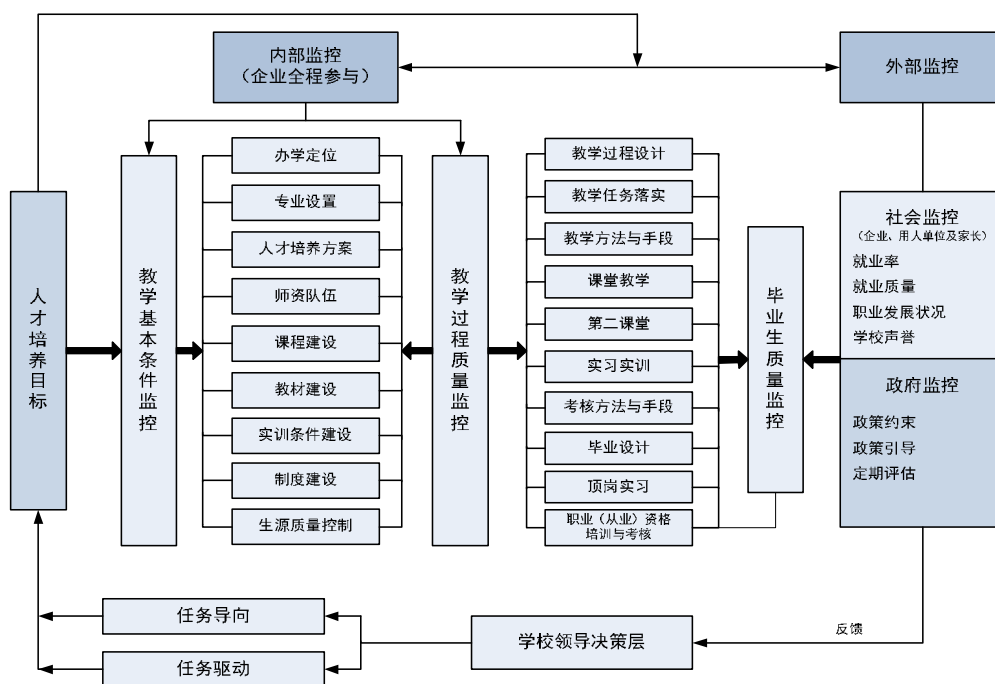 内部监控
（企业全程参与）
外部监控
人才培养目标
教学基本条件监控
办学定位
专业设置
人才培养方案
师资队伍
课程建设
教材建设
实训条件建设
制度建设
生源质量控制
教学过程质量监控
教学过程设计
教学任务落实
教学方法与手段
课堂教学
第二课堂
实习实训
考核方法与手段
毕业设计
顶岗实习
职业（从业）资格
培训与考核
毕业生质量监控
社会监控
（企业、用人单位及家长）
就业率
就业质量
职业发展状况
学校声誉
政府监控
政策约束
政策引导
定期评估
任务导向
任务驱动
学校领导决策层
反馈